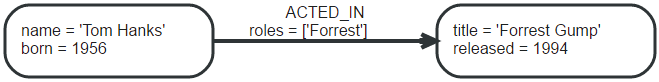 name = 'Tom Hanks'
born = 1956
ACTED_IN
roles = ['Forrest']
title = 'Forrest Gump'
released = 1994